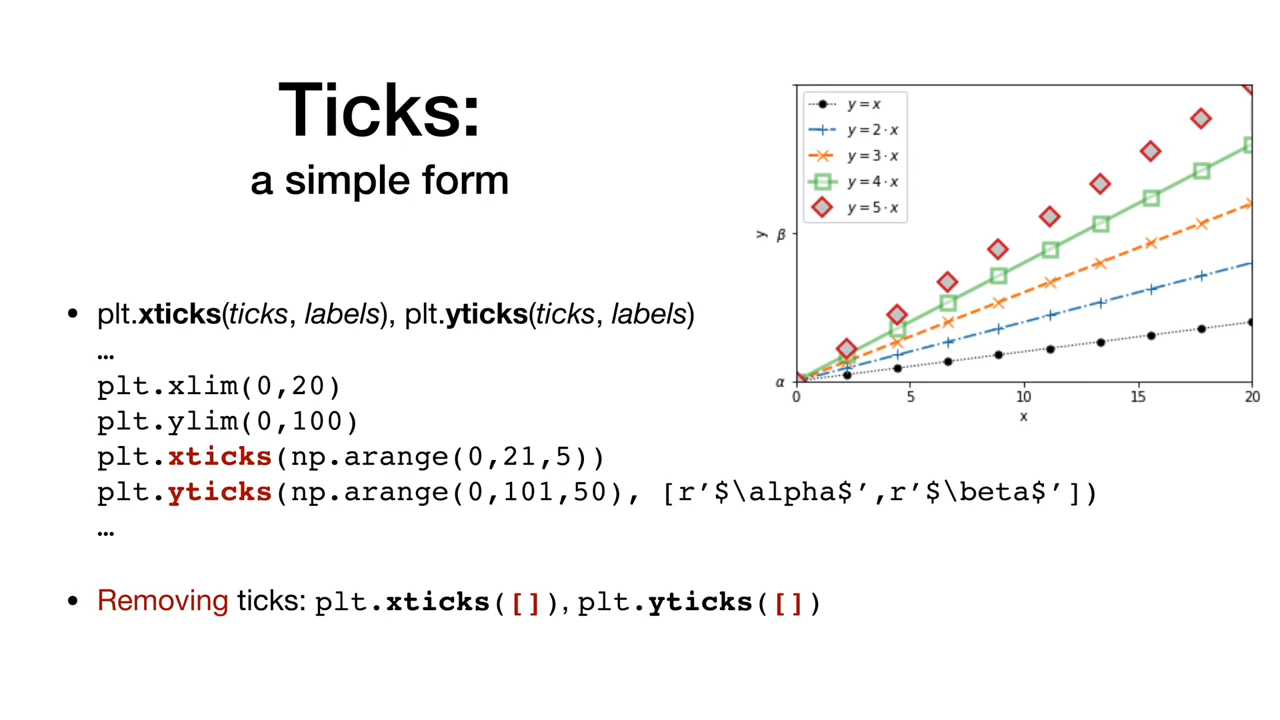 Ticks:
a simple form
• plt.xticks(ticks, labels), plt.yticks(ticks, labels)
…
plt.xlim(0,20)
plt.ylim(0,100)
plt.xticks(np.arange(0,21,5))
plt.yticks(np.arange(0,101,50), [r’$\alpha$’,r’$\beta$’])
…
• Removing ticks: plt.xticks([]), plt.yticks([])
y = x
y = 2 · x
y = 3 · x
y = 4 · x
y = 5 · x
y
β
α
0 5 10 15 20
x